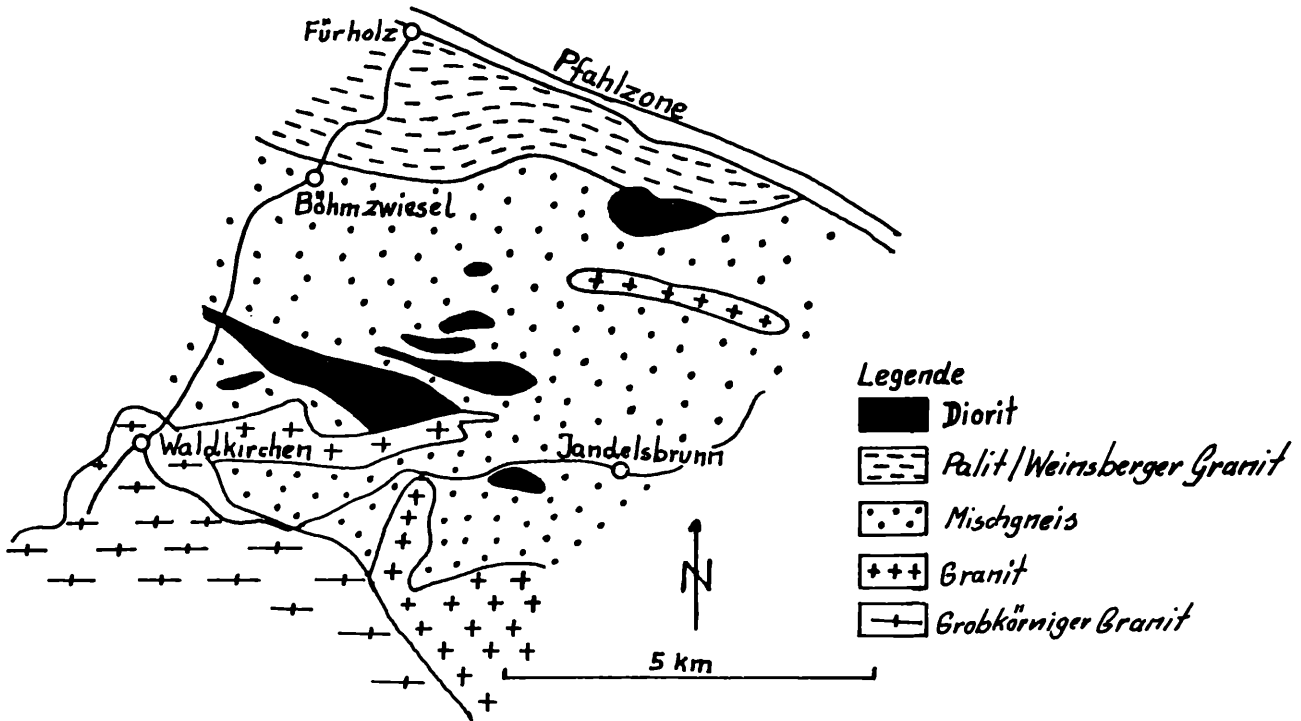 Fürholz
Pfahlzone
Böhmzwiesel
Waldkirchen
Jandelsbrunn
N
5 km
Legende
Diorit
Palit/Weinsberger Granit
Mischgneis
Granit
Grobkörniger Granit